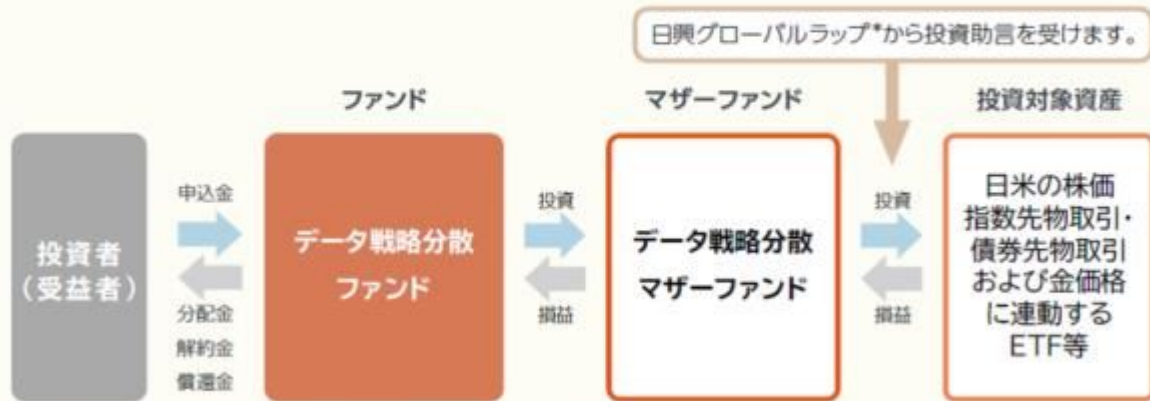 日興グローバルラップ*から投資助言を受けます。
ファンド
マザーファンド
投資対象資産
投資者
(受益者)
申込金
分配金
解約金
償還金
データ戦略分散
ファンド
投資
損益
データ戦略分散
マザーファンド
投資
損益
日米の株価
指数先物取引・
債券先物取引
および金価格
に連動する
ETF等